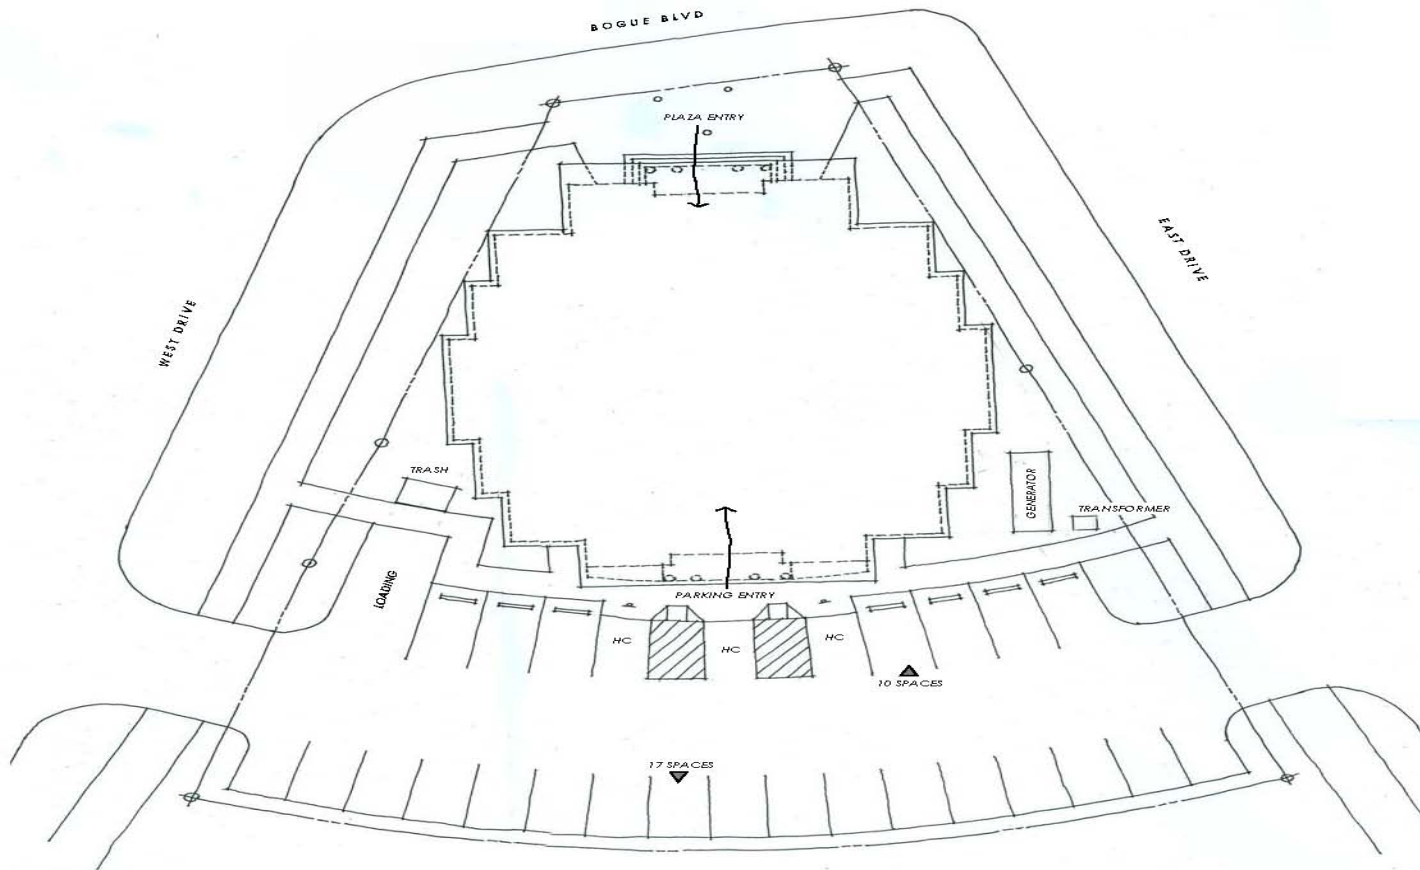 BOGUE BLVD
PLAZA ENTRY
EAST DRIVE
WEST DRIVE
TRASH
GENERATOR
TRANSFORMER
LOADING
PARKING ENTRY
HC
HC
HC
10 SPACES
17 SPACES